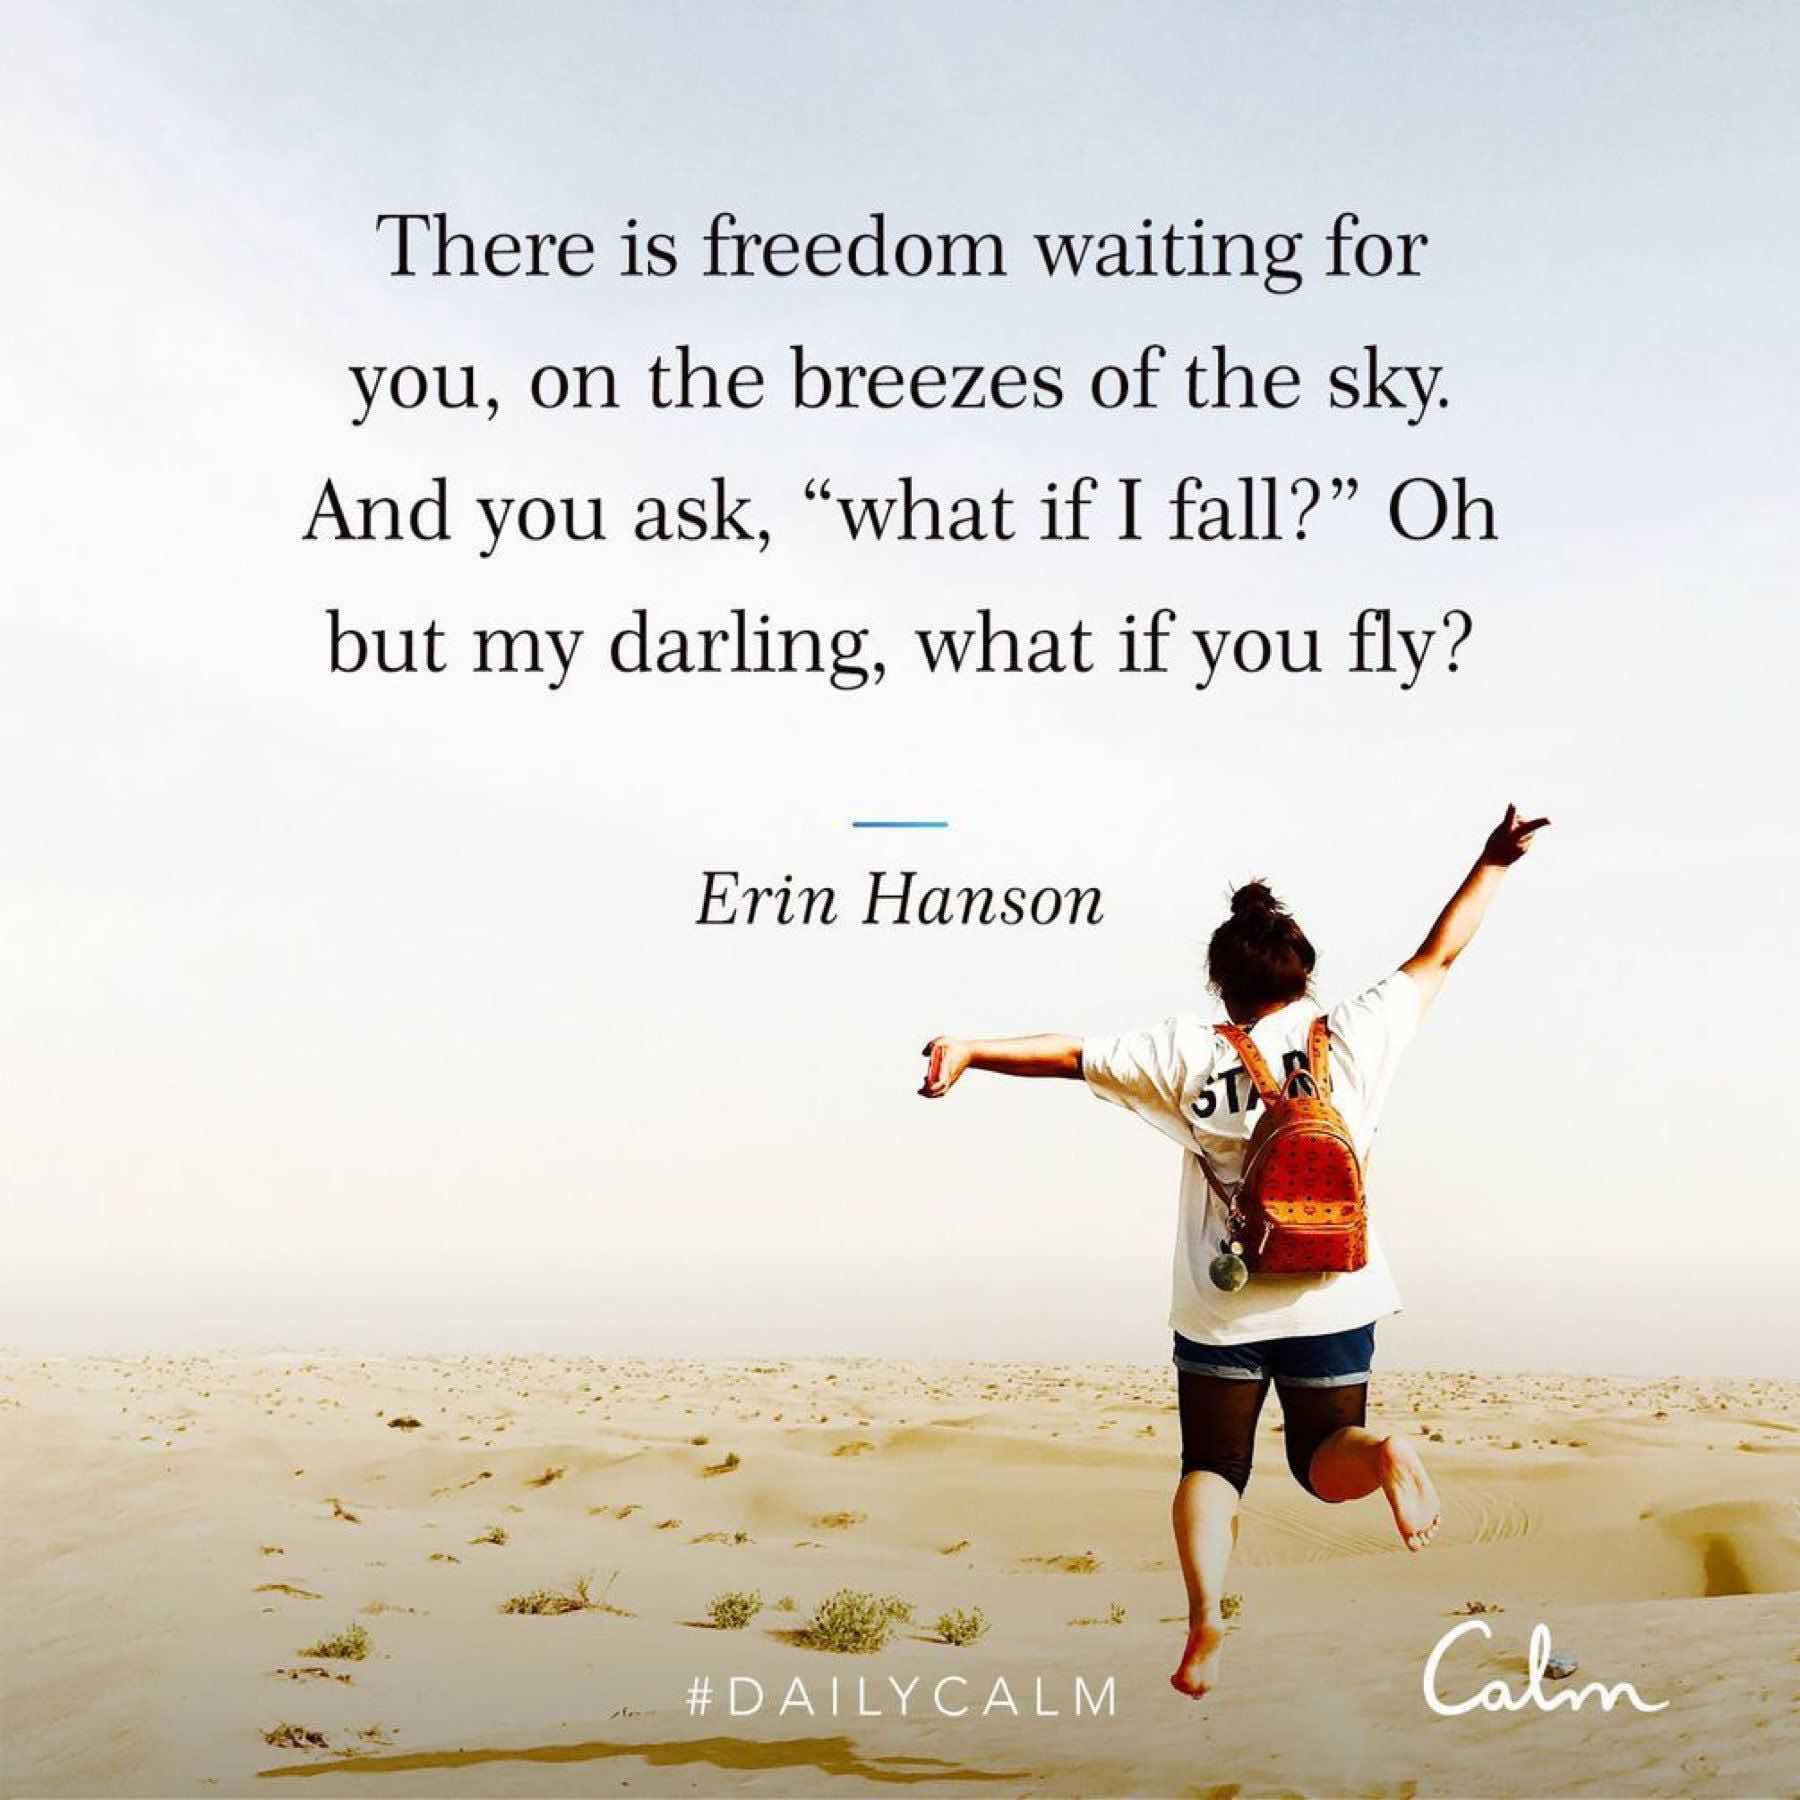 There is freedom waiting for
you, on the breezes of the sky.
And you ask, “what if I fall?” Oh
but my darling, what if you fly?
Erin Hanson
#DAILYCALM
Calm